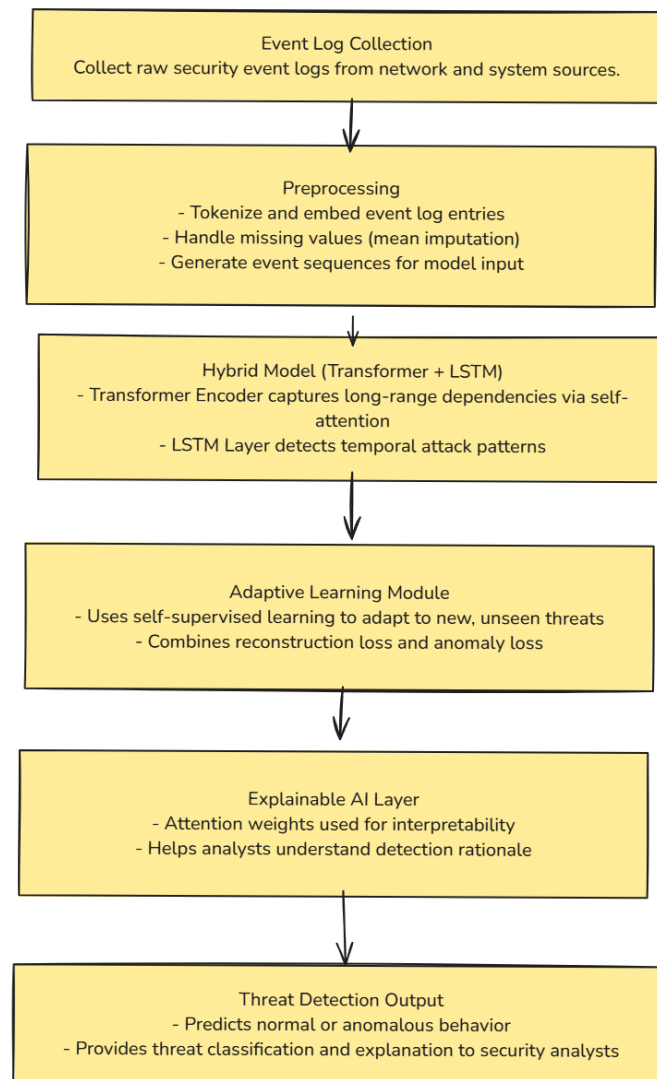 Event Log Collection
Collect raw security event logs from network and system sources.
Preprocessing
- Tokenize and embed event log entries
- Handle missing values (mean imputation)
- Generate event sequences for model input
Hybrid Model (Transformer + LSTM)
- Transformer Encoder captures long-range dependencies via self-
attention
- LSTM Layer detects temporal attack patterns
Adaptive Learning Module
- Uses self-supervised learning to adapt to new, unseen threats
- Combines reconstruction loss and anomaly loss
Explainable AI Layer
- Attention weights used for interpretability
- Helps analysts understand detection rationale
Threat Detection Output
- Predicts normal or anomalous behavior
- Provides threat classification and explanation to security analysts